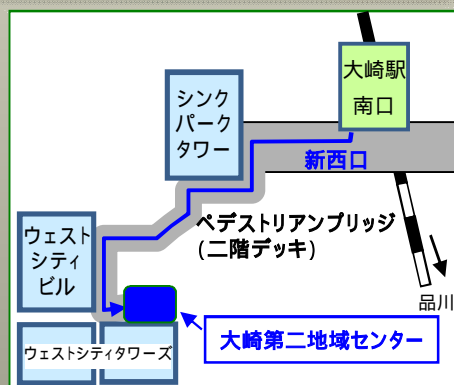 大崎駅
南口
シンク
パーク
タワー
新西口
ペデストリアンブリッジ
(二階デッキ)
ウェスト
シティ
ビル
品川
大崎第二地域センター
ウェストシティタワーズ